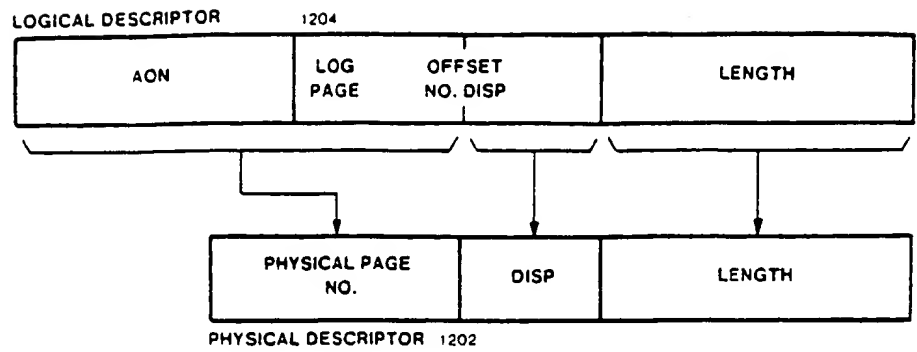 LOGICAL DESCRIPTOR 1204
AON
LOG
PAGE
OFFSET
NO. DISP
LENGTH
PHYSICAL PAGE
NO.
DISP
LENGTH
PHYSICAL DESCRIPTOR 1202